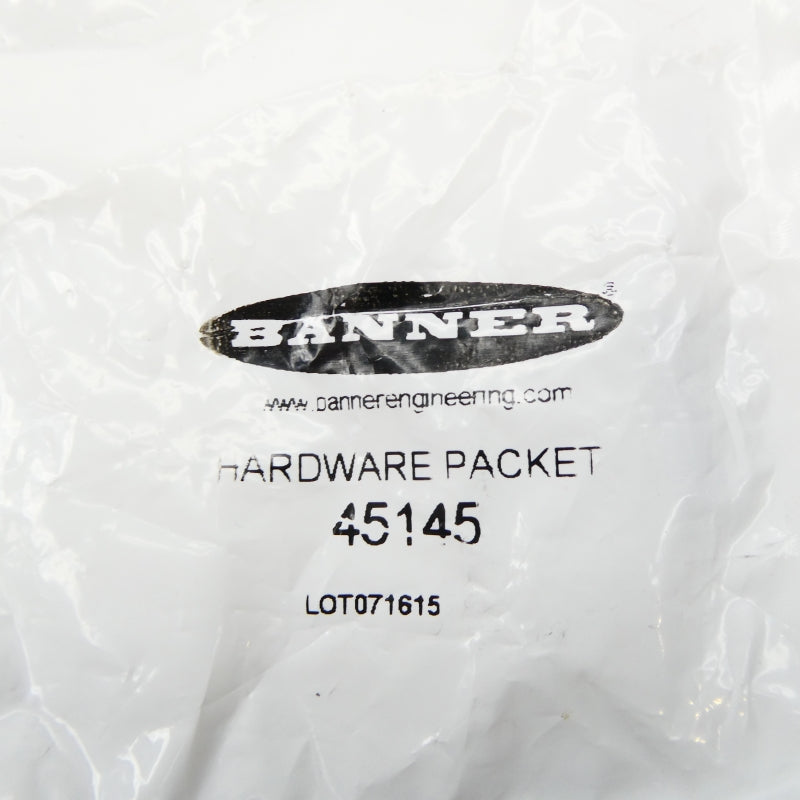 BANNER
www.bannerengineering.com
HARDWARE PACKET
45145
LOT071615